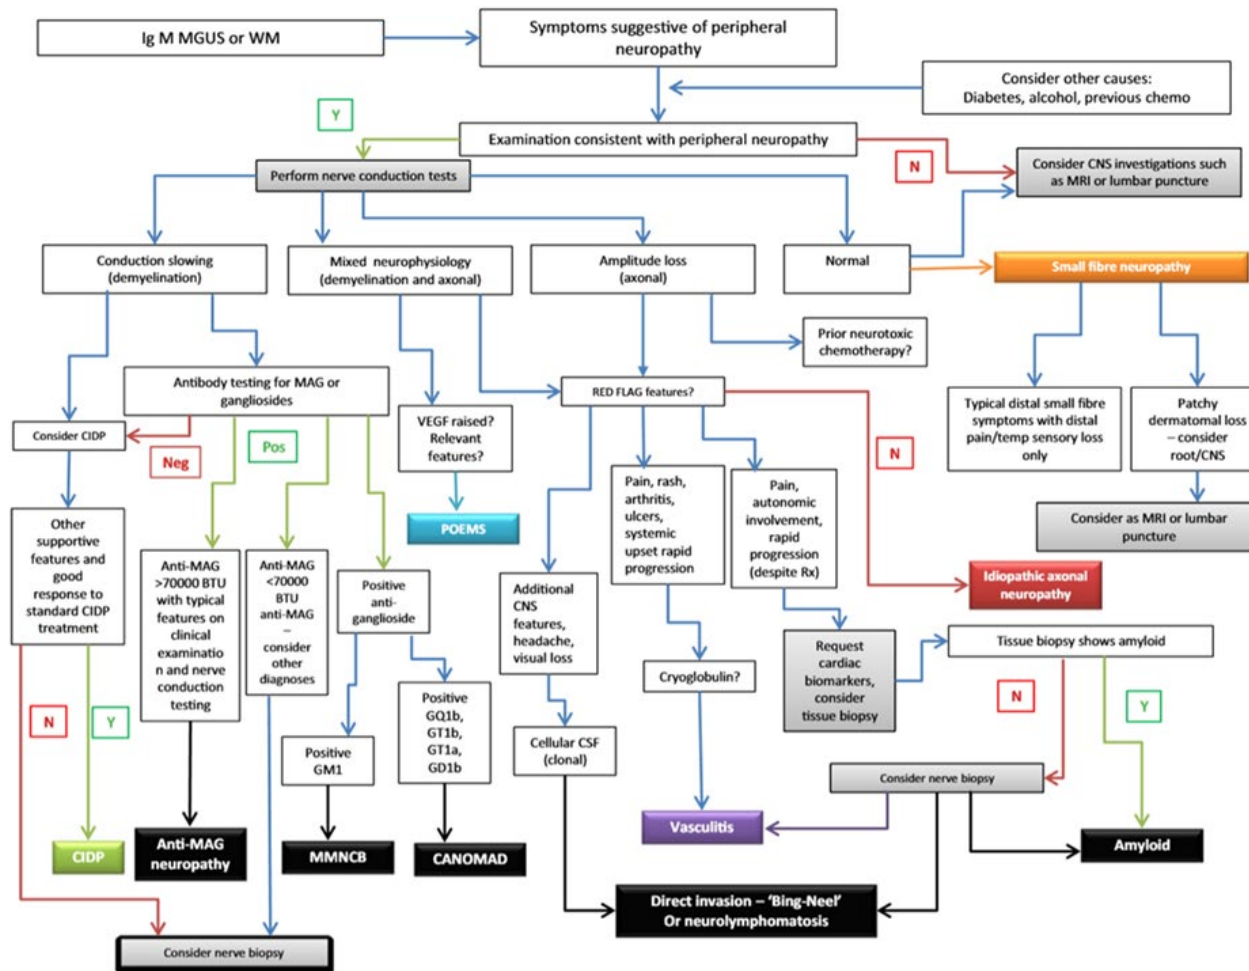 Ig M MGUS or WM
Symptoms suggestive of peripheral
neuropathy
Consider other causes:
Diabetes, alcohol, previous chemo
Y
Examination consistent with peripheral neuropathy
N
Consider CNS investigations such
as MRI or lumbar puncture
Perform nerve conduction tests
Conduction slowing
(demyelination)
Mixed neurophysiology
(demyelination and axonal)
Amplitude loss
(axonal)
Normal
Small fibre neuropathy
Prior neurotoxic
chemotherapy?
Antibody testing for MAG or
gangliosides
RED FLAG features?
Consider CIDP
Neg
Pos
VEGF raised?
Relevant
features?
N
Typical distal small fibre
symptoms with distal
pain/temp sensory loss
only
Patchy
dermatomal loss
– consider
root/CNS
POEMS
Pain, rash,
arthritis,
ulcers,
systemic
upset rapid
progression
Pain,
autonomic
involvement,
rapid
progression
(despite Rx)
Consider as MRI or lumbar
puncture
Other
supportive
features and
good
response to
standard CIDP
treatment
Anti-MAG
>70000 BTU
with typical
features on
clinical
examinatio
n and nerve
conduction
testing
Anti-MAG
<70000
BTU
anti-MAG
–
consider
other
diagnoses
Positive
anti-
ganglioside
Additional
CNS
features,
headache,
visual loss
Idiopathic axonal
neuropathy
Request
cardiac
biomarkers,
consider
tissue biopsy
Tissue biopsy shows amyloid
Cryoglobulin?
N
Y
N
Y
Positive
GM1
Positive
GQ1b,
GT1b,
GT1a,
GD1b
Cellular CSF
(clonal)
Consider nerve biopsy
CIDP
Anti-MAG
neuropathy
MMNCB
CANOMAD
Vasculitis
Amyloid
Direct invasion – ‘Bing-Neel’
Or neurolymphomatosis
Consider nerve biopsy